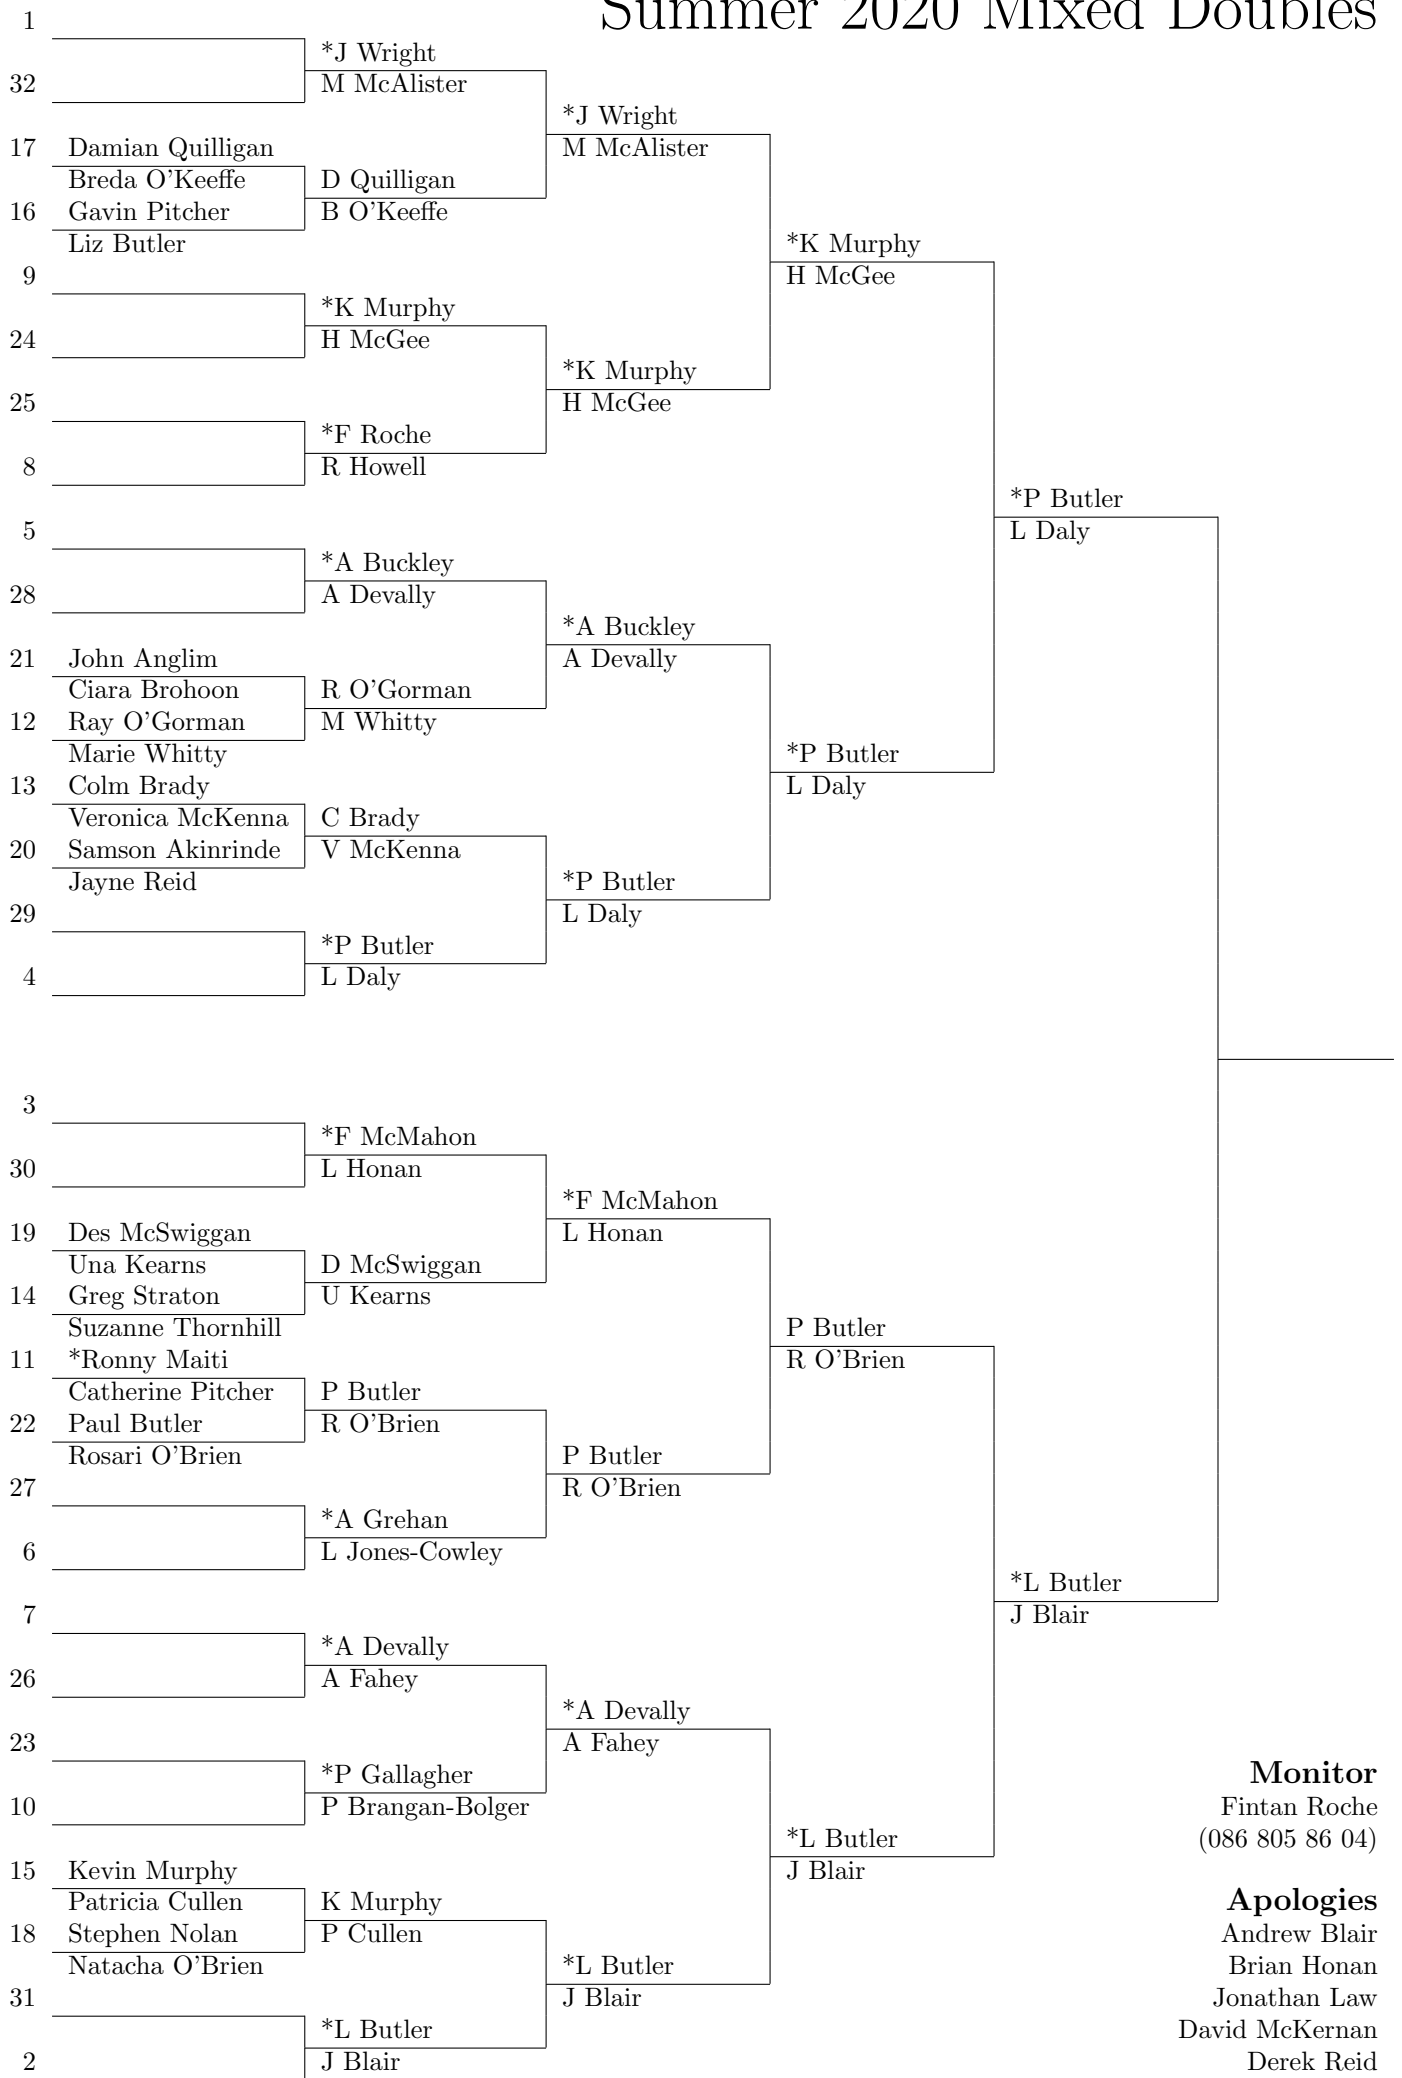 Summer 2020 Mixed Doubles
1
*J Wright
32
M McAlister
*J Wright
17
Damian Quilligan
M McAlister
Breda O'Keeffe
D Quilligan
16
Gavin Pitcher
B O'Keeffe
Liz Butler
*K Murphy
9
H McGee
*K Murphy
24
H McGee
*K Murphy
25
H McGee
*F Roche
8
R Howell
*P Butler
5
L Daly
*A Buckley
28
A Devally
*A Buckley
21
John Anglim
A Devally
Ciara Brohoon
R O'Gorman
12
Ray O'Gorman
M Whitty
Marie Whitty
*P Butler
13
Colm Brady
L Daly
Veronica McKenna
C Brady
20
Samson Akinrinde
V McKenna
Jayne Reid
*P Butler
29
L Daly
*P Butler
4
L Daly
3
*F McMahon
30
L Honan
*F McMahon
19
Des McSwiggan
L Honan
Una Kearns
D McSwiggan
14
Greg Straton
U Kearns
Suzanne Thornhill
P Butler
11
*Ronny Maiti
R O'Brien
Catherine Pitcher
P Butler
22
Paul Butler
R O'Brien
Rosari O'Brien
P Butler
27
R O'Brien
*A Grehan
6
L Jones-Cowley
*L Butler
7
J Blair
*A Devally
26
A Fahey
*A Devally
23
A Fahey
*P Gallagher
10
P Brangan-Bolger
*L Butler
15
Kevin Murphy
J Blair
Patricia Cullen
K Murphy
18
Stephen Nolan
P Cullen
Natacha O'Brien
*L Butler
31
J Blair
*L Butler
2
J Blair
Monitor
Fintan Roche
(086 805 86 04)
Apologies
Andrew Blair
Brian Honan
Jonathan Law
David McKernan
Derek Reid